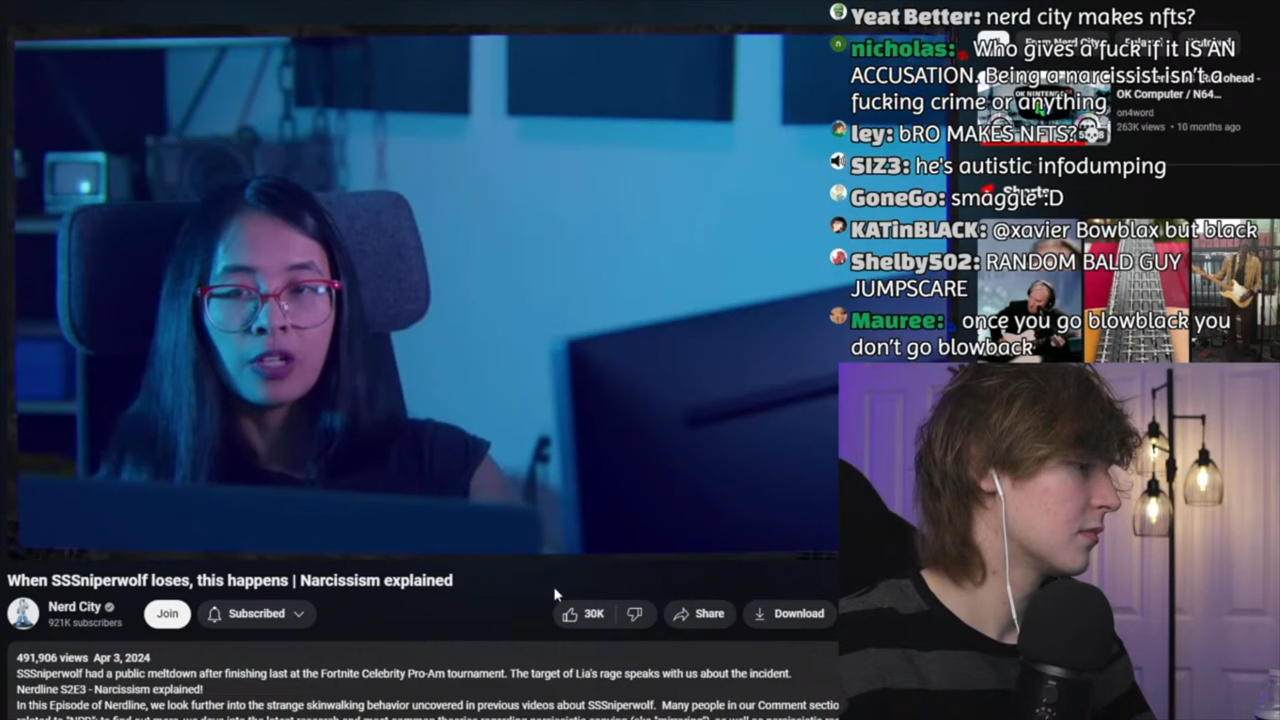 Yeat Better: nerd city makes nfts?
nicholas: Who gives a fuck if it IS AN
ACCUSATION. Being a narcissist isn't a
fucking crime or anything
ley: bRO MAKES NFTS?
SIZ3: he's autistic infodumping
GoneGo: smaggle :D
KATinBLACK: @xavier Bowblax but black
Shelby502: RANDOM BALD GUY
JUMPSCARE
Mauree: once you go blowblack you
don't go blowback
From Nerd City
OK Computer / N64...
on4word
263K views • 10 months ago
Shorts
When SSSniperwolf loses, this happens | Narcissism explained
Nerd City
921K subscribers
Join
Subscribed
30K
Share
Download
491,906 views Apr 3, 2024
SSSniperwolf had a public meltdown after finishing last at the Fortnite Celebrity Pro-Am tournament. The target of Lia's rage speaks with us about the incident.
Nerdline S2E3 - Narcissism explained!
In this Episode of Nerdline, we look further into the strange skinwalking behavior uncovered in previous videos about SSSniperwolf. Many people in our Comment sectio